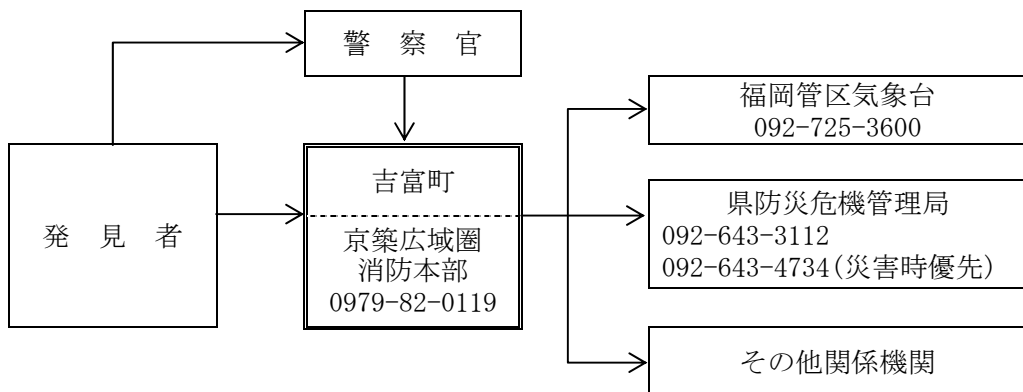 警 察 官
福岡管区気象台
092-725-3600
発 見 者
吉富町
京築広域圏
消防本部
0979-82-0119
県防災危機管理局
092-643-3112
092-643-4734(災害時優先)
その他関係機関